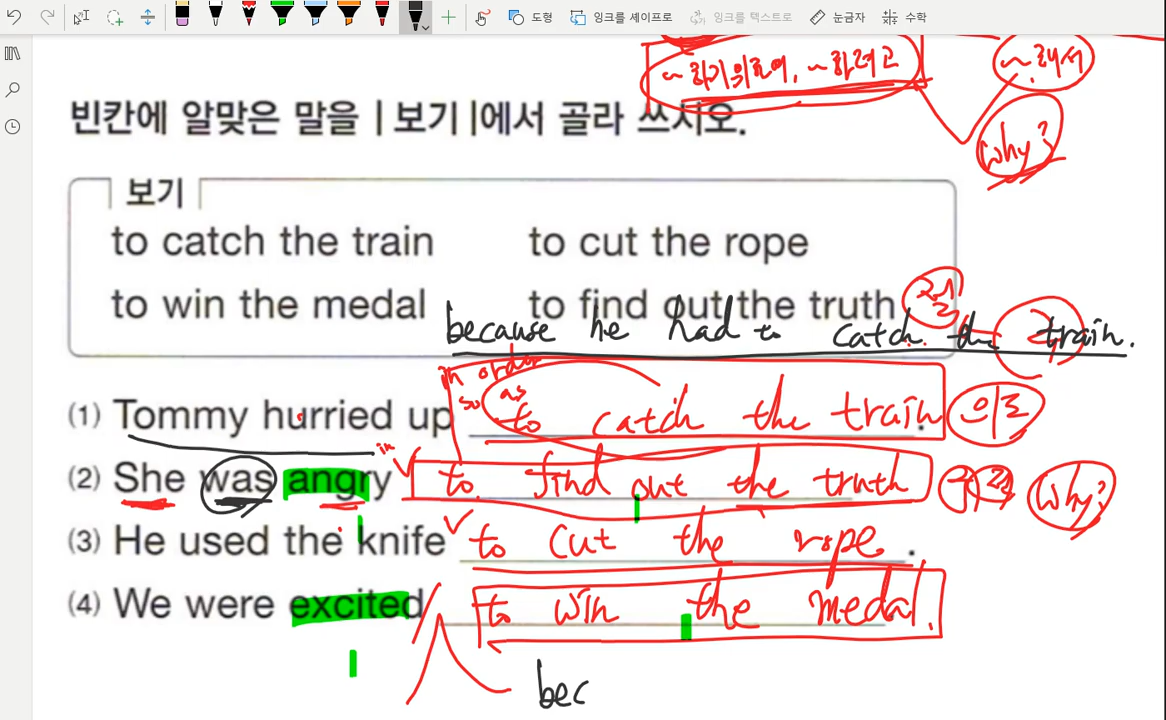 도형 잉크를 셰이프로 잉크를 텍스트로 눈금자 수학
~하기 위하여, ~하려고 ~해서
why?
빈칸에 알맞은 말을 | 보기 |에서 골라 쓰시오.
보기
to catch the train to cut the rope
to win the medal to find out the truth
because he had to catch the train.
in order
so as
(1) Tommy hurried up to catch the train. 의도
in
(2) She was angry to find out the truth why?
(3) He used the knife to cut the rope.
(4) We were excited to win the medal.
bec